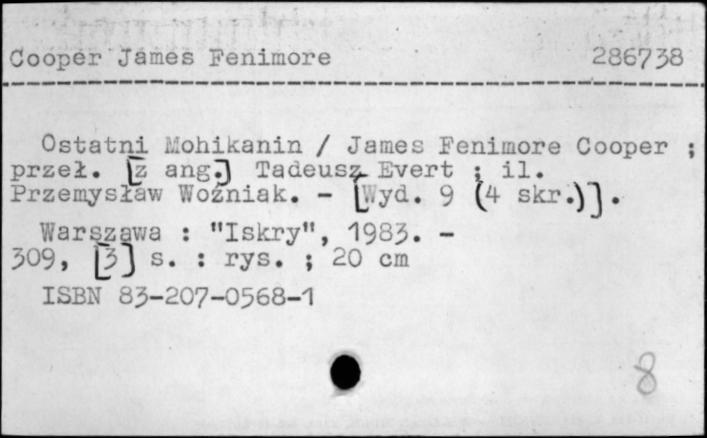 Cooper James Fenimore 286738
Ostatni Mohikanin / James Fenimore Cooper ;
przeł. [z ang.] Tadeusz Evert ; il.
Przemysław Woźniak. - [Wyd. 9 (4 skr.)].
Warszawa : "Iskry", 1983. -
309, [3] s. : rys. ; 20 cm
ISBN 83-207-0568-1
8